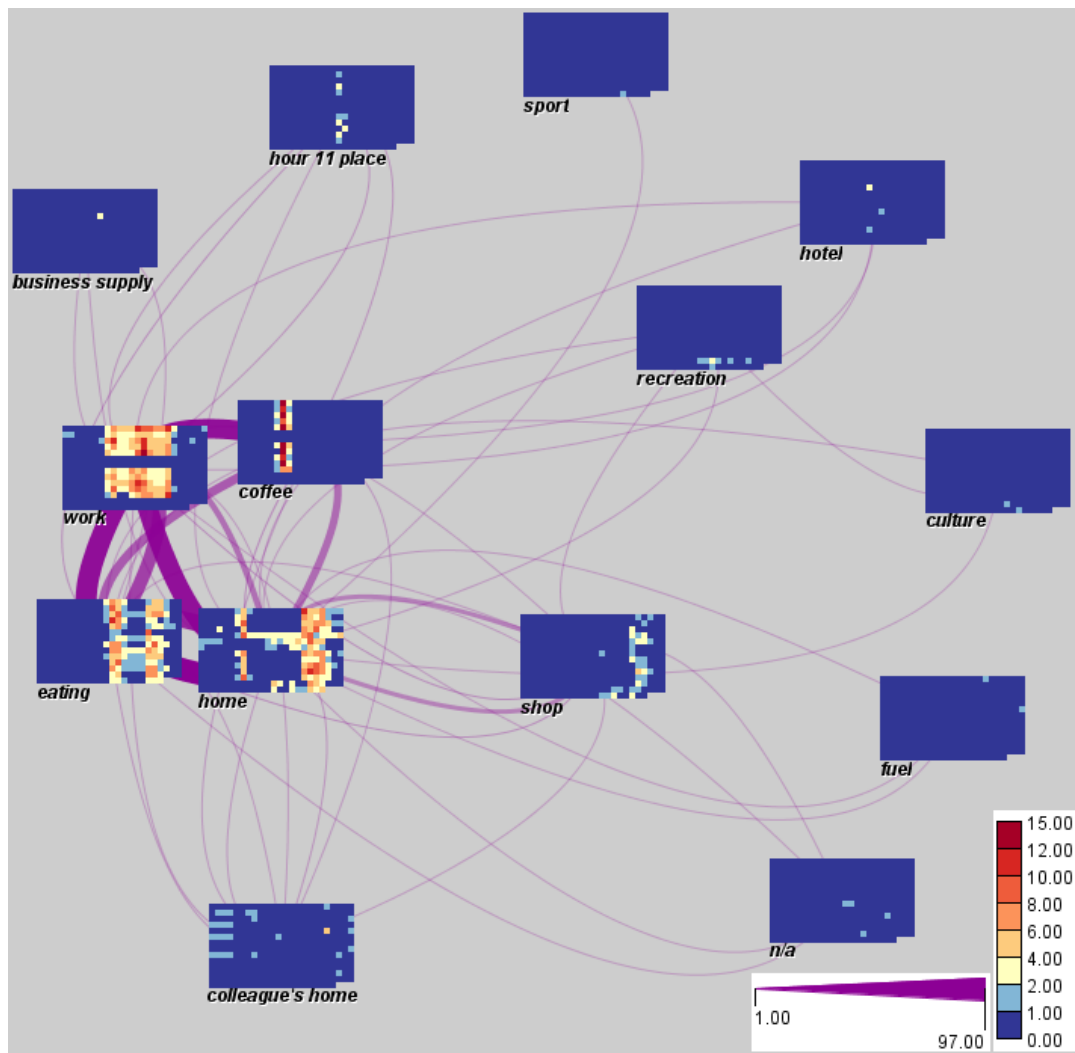 sport
hour 11 place
hotel
business supply
recreation
coffee
work
culture
eating
home
shop
fuel
n/a
colleague's home
15.00
12.00
10.00
8.00
6.00
4.00
2.00
1.00
0.00
1.00
97.00